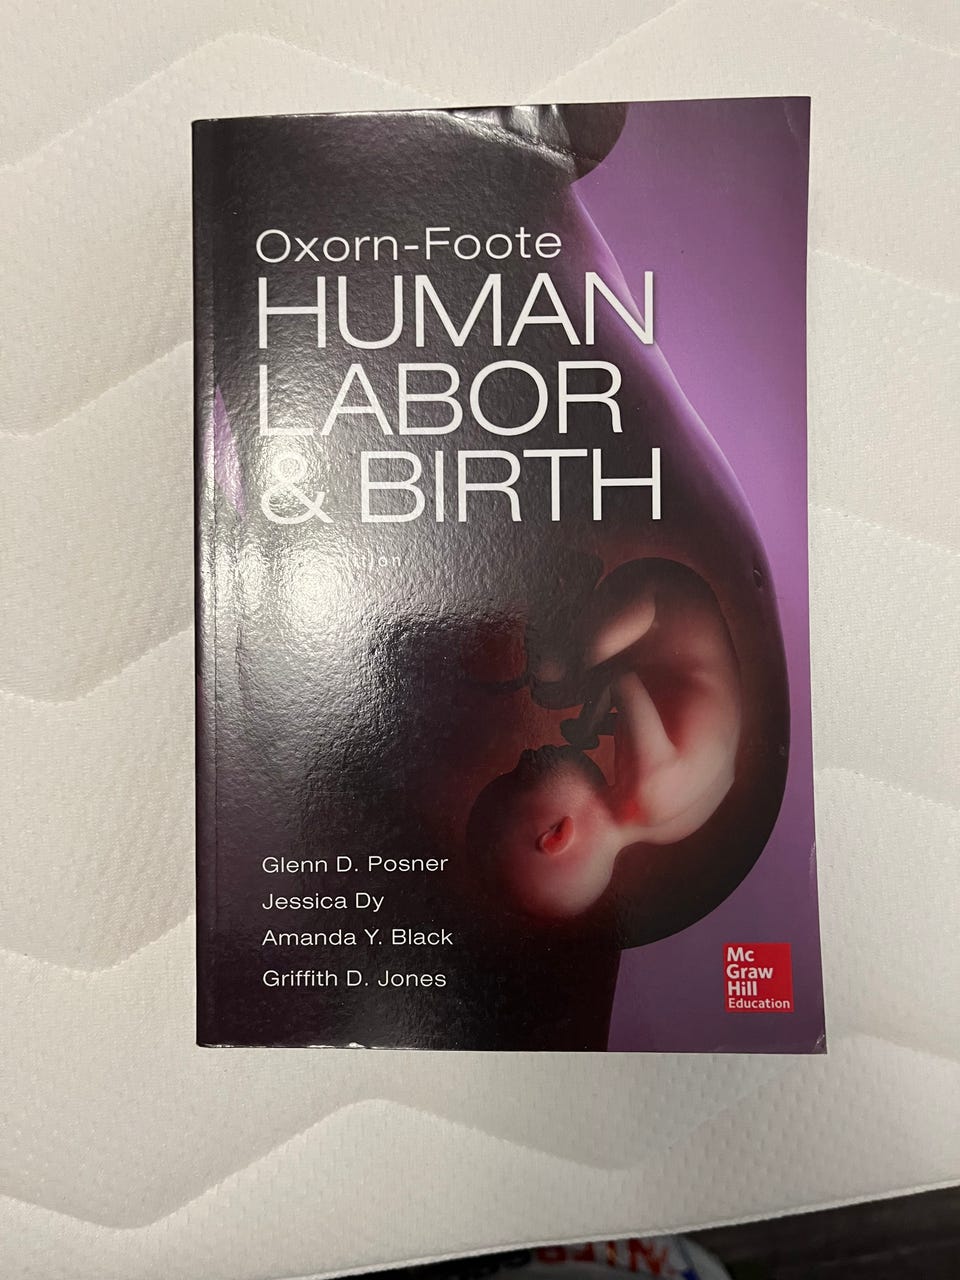 Oxorn-Foote
HUMAN
LABOR
& BIRTH
Glenn D. Posner
Jessica Dy
Amanda Y. Black
Griffith D. Jones
Mc
Graw
Hill
Education